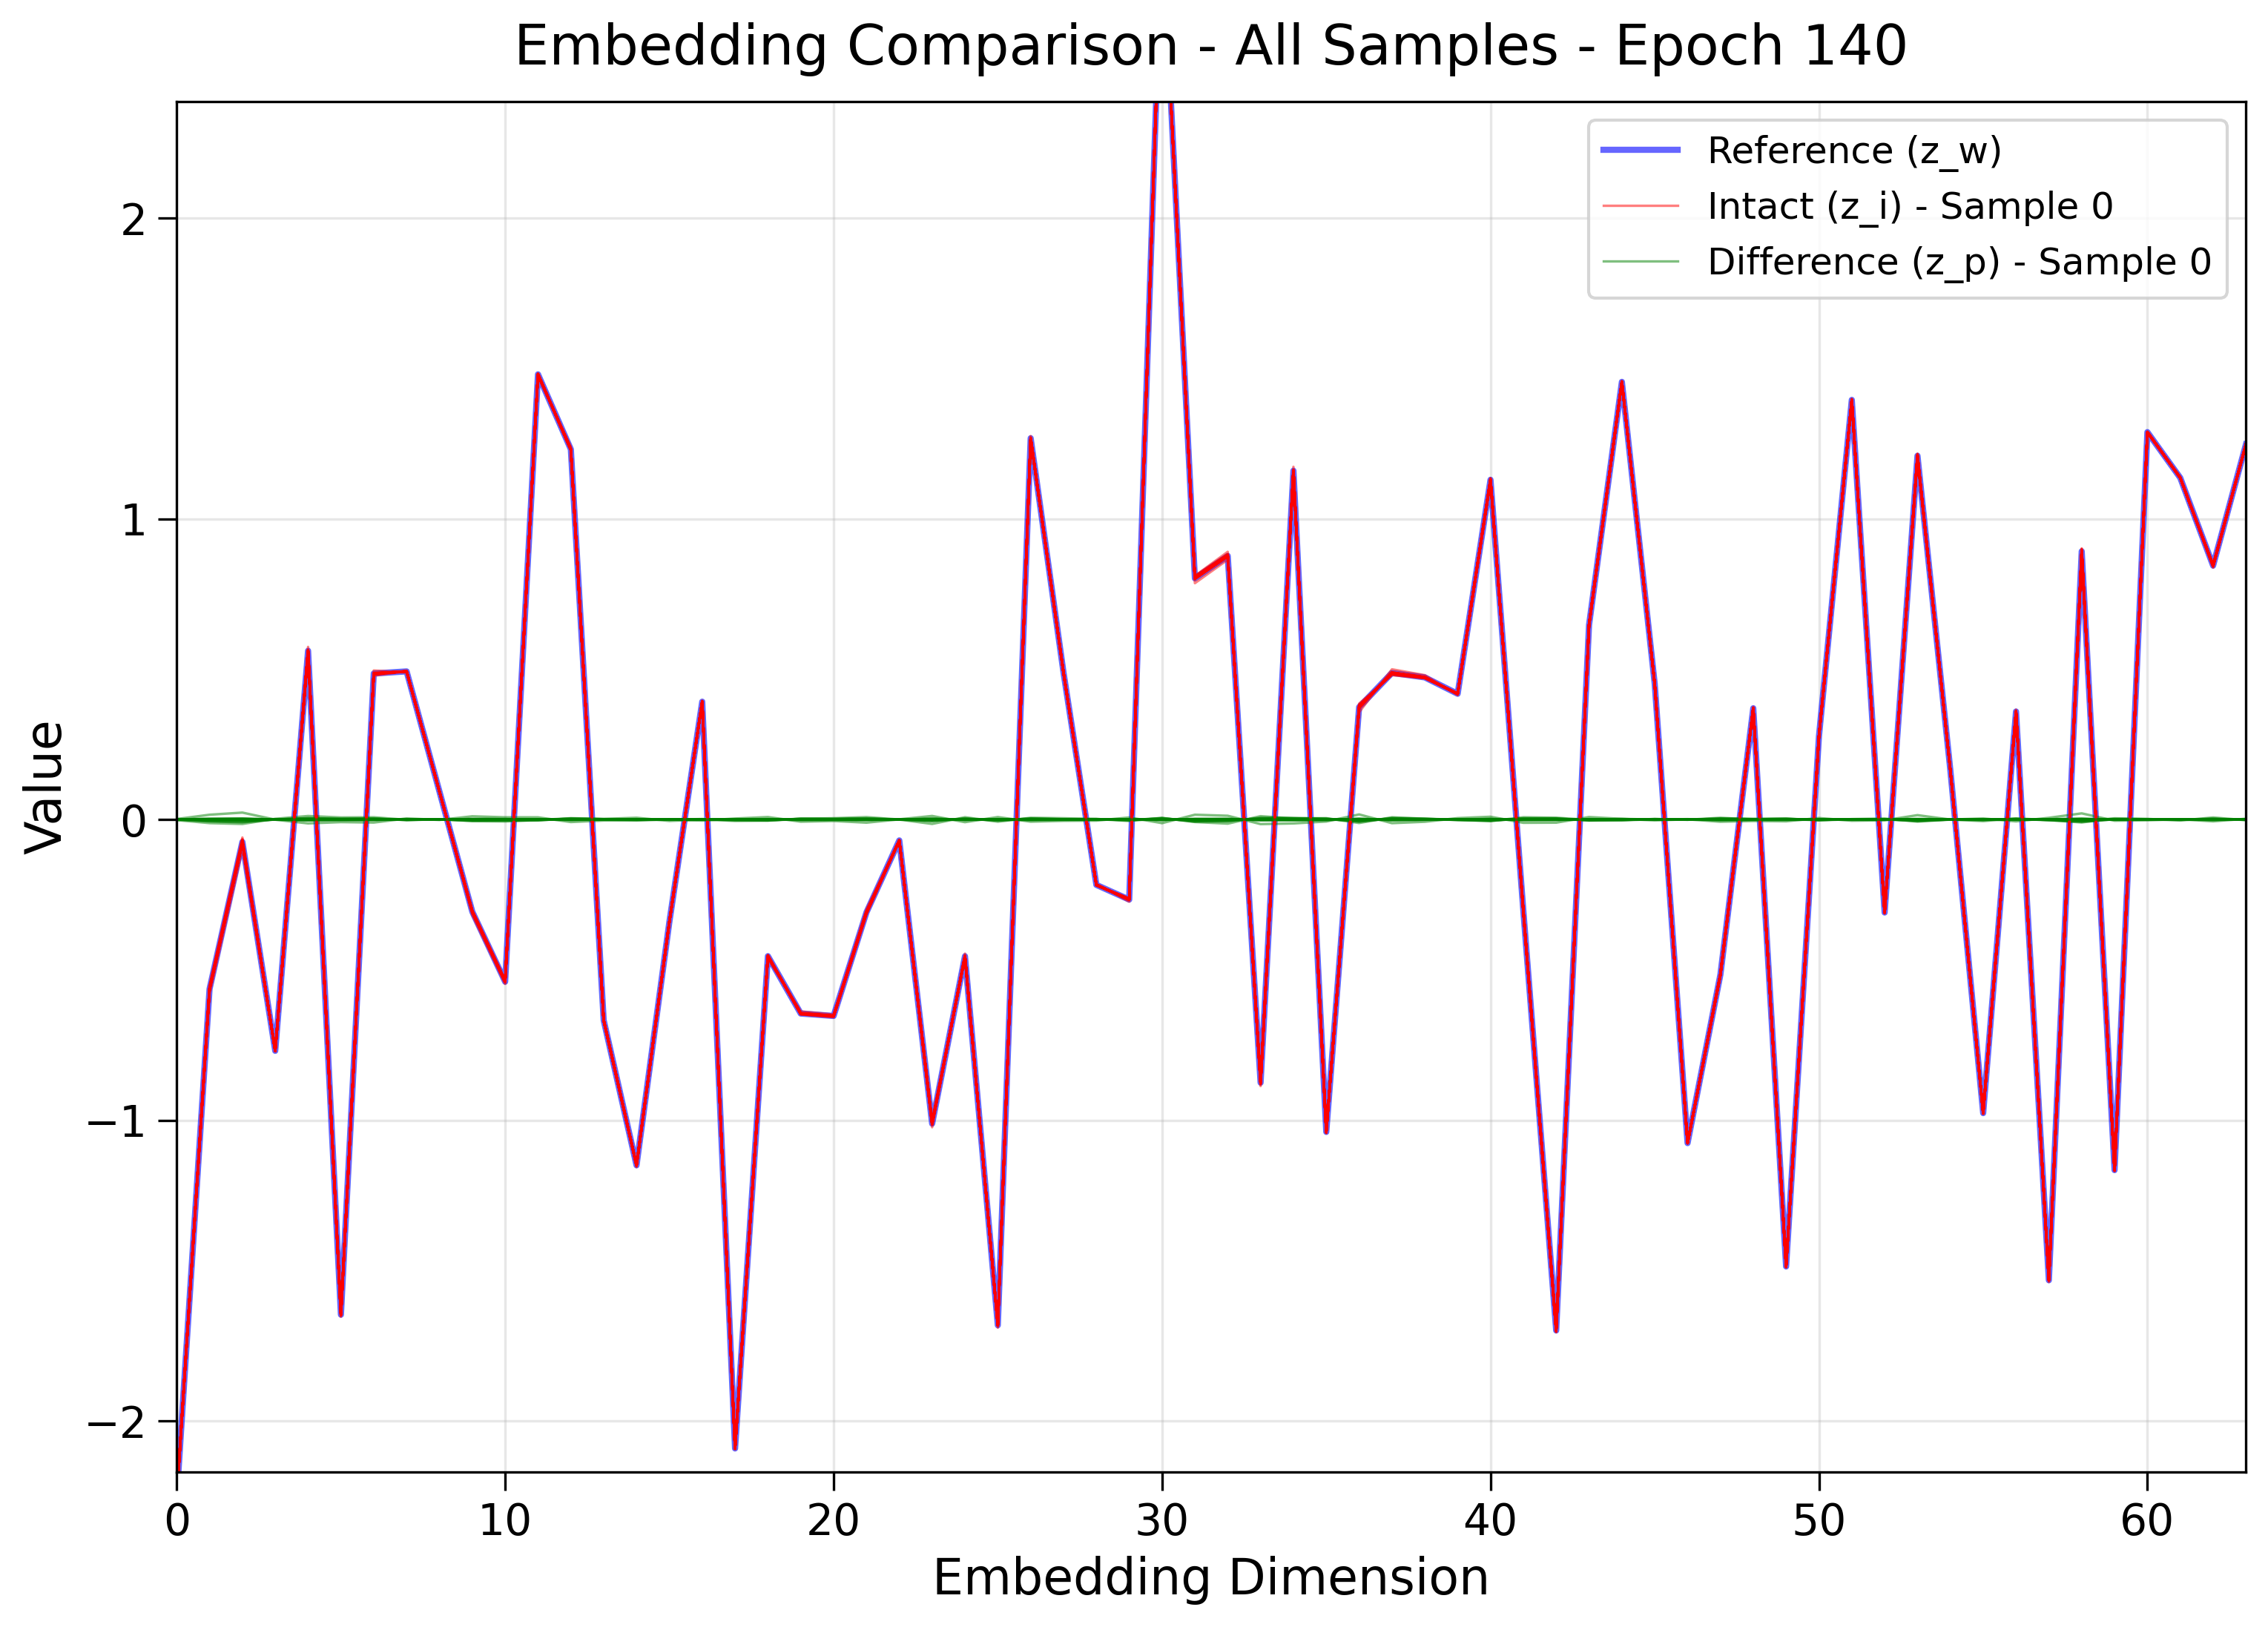 Embedding Comparison - All Samples - Epoch 140
Reference (z_w)
Intact (z_i) - Sample 0
Difference (z_p) - Sample 0
Value
2
1
0
−1
−2
0 10 20 30 40 50 60
Embedding Dimension